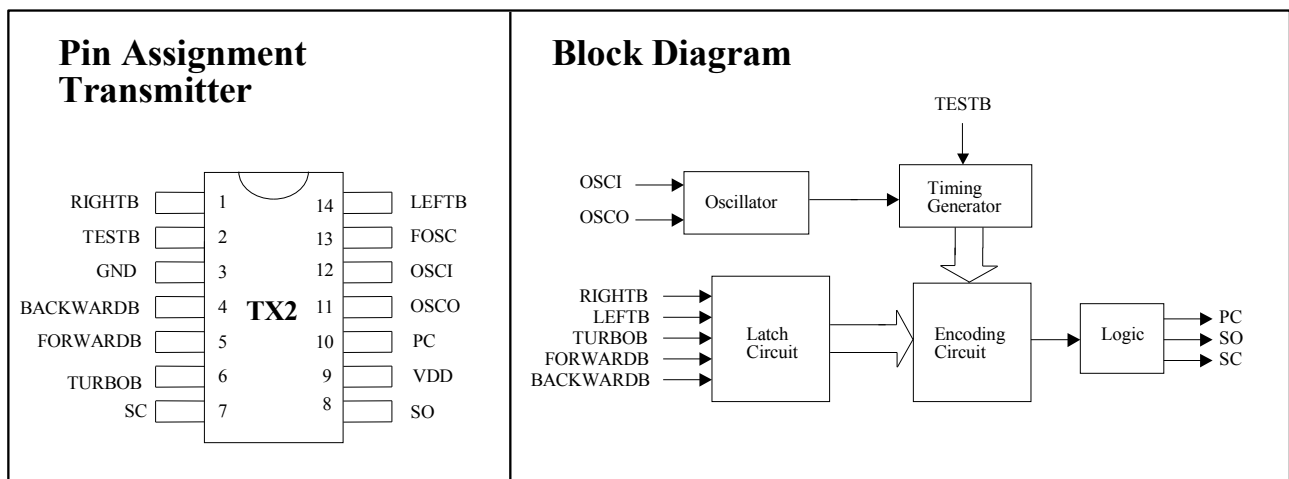 Pin Assignment
Transmitter
RIGHTB 1 14 LEFTB
TESTB 2 13 FOSC
GND 3 12 OSCI
BACKWARDB 4 TX2 11 OSCO
FORWARDB 5 10 PC
TURBOB 6 9 VDD
SC 7 8 SO
Block Diagram
TESTB
OSCI
OSCO
Oscillator
Timing
Generator
RIGHTB
LEFTB
TURBOB
FORWARDB
BACKWARDB
Latch
Circuit
Encoding
Circuit
Logic
PC
SO
SC